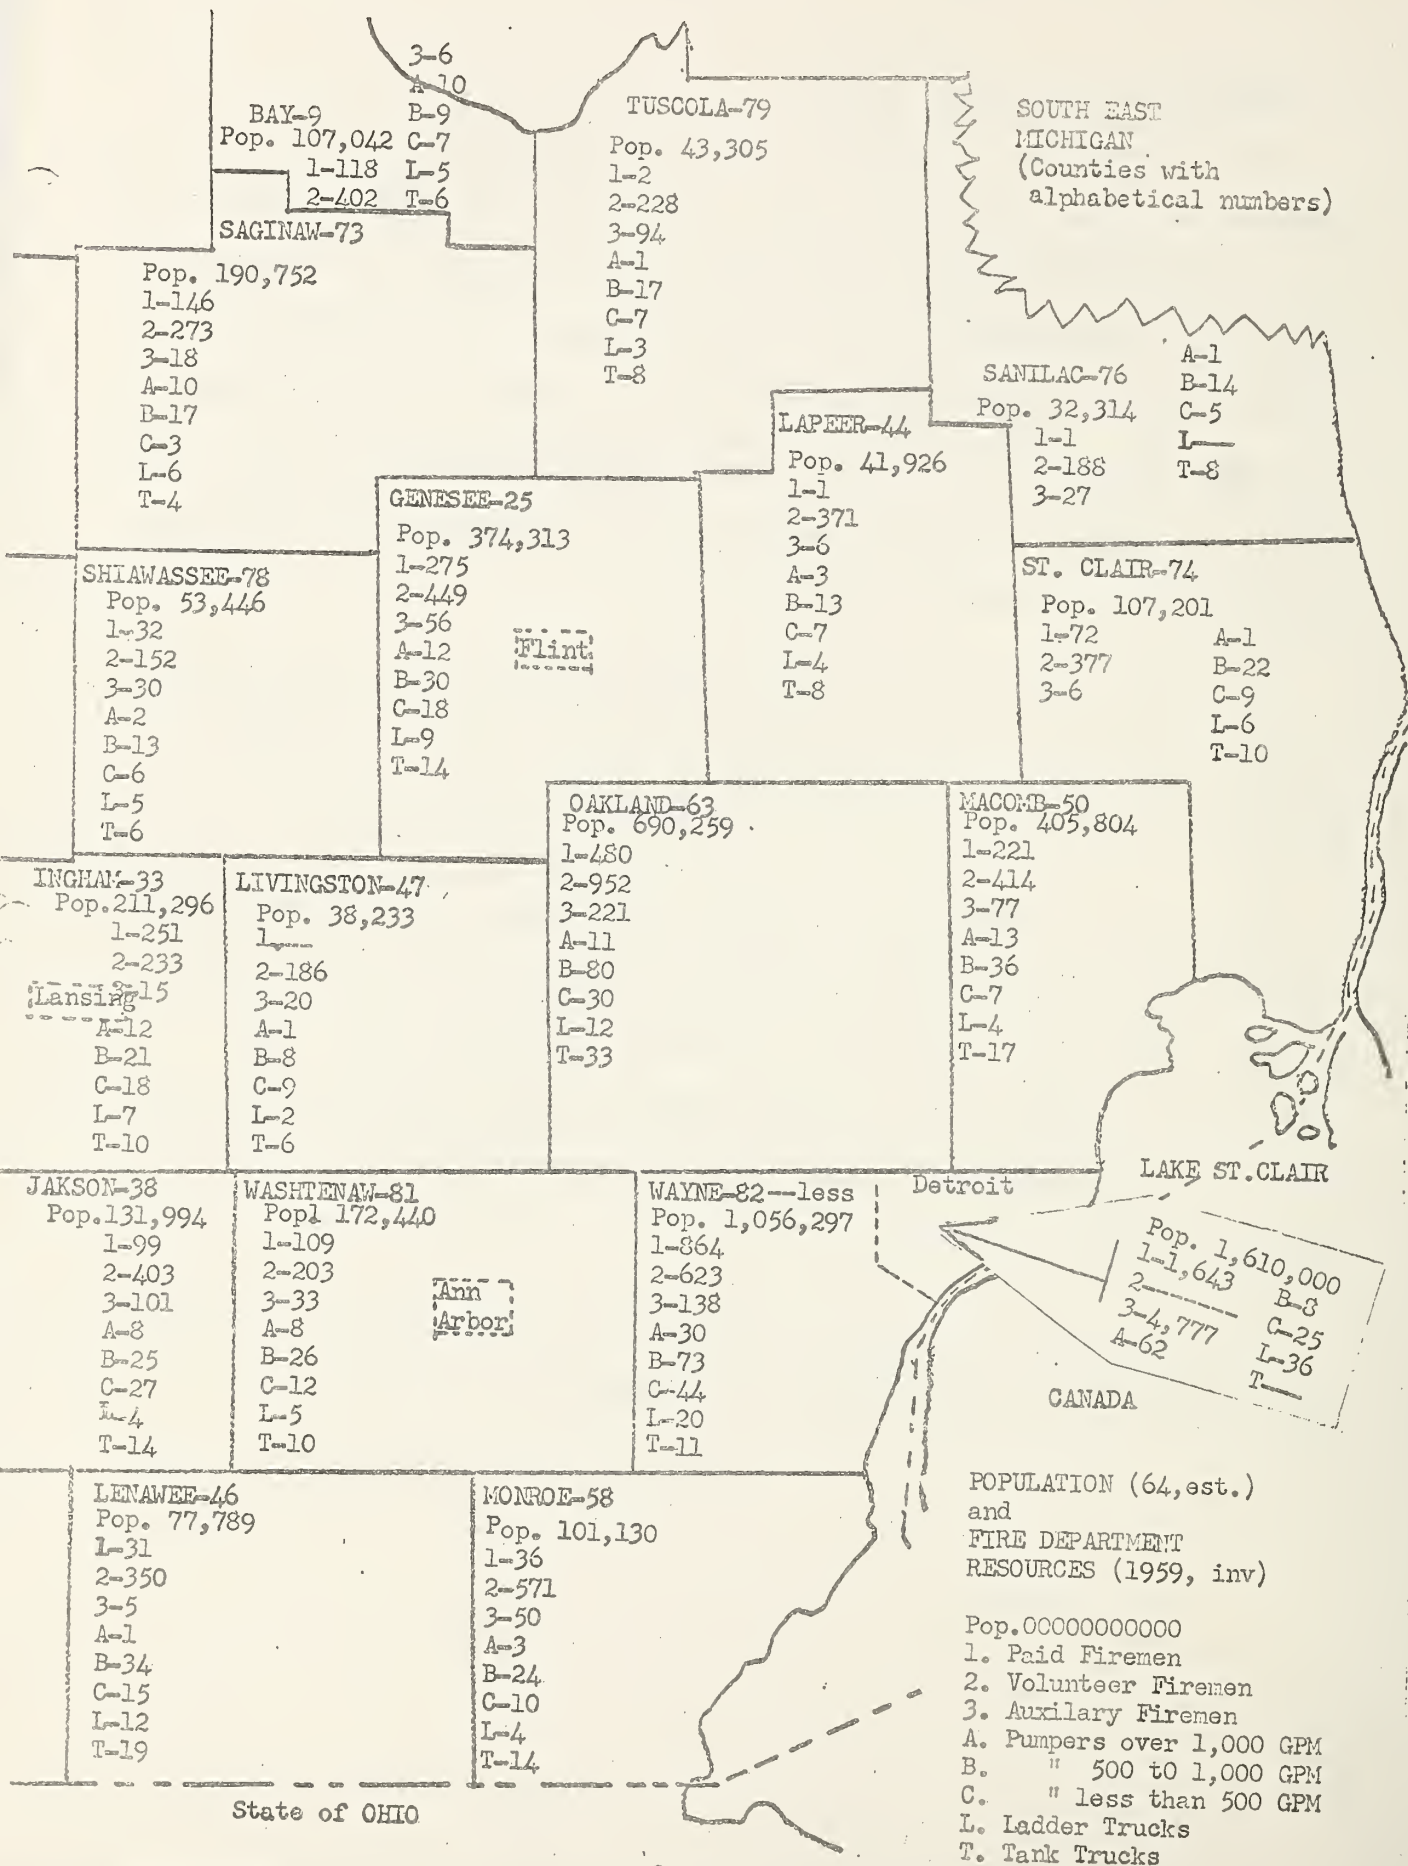 BAY-9
Pop. 107,042
1-118
2-402
3-6
A-10
B-9
C-7
L-5
T-6
TUSCOLA-79
Pop. 43,305
1-2
2-228
3-94
A-1
B-17
C-7
L-3
T-8
SOUTH EAST
MICHIGAN
(Counties with
alphabetical numbers)
SAGINAW-73
Pop. 190,752
1-146
2-273
3-18
A-10
B-17
C-3
L-6
T-4
SANILAC-76
Pop. 32,314
1-1
2-188
3-27
A-1
B-14
C-5
L—
T-8
LAPEER-44
Pop. 41,926
1-1
2-371
3-6
A-3
B-13
C-7
L-4
T-8
GENESEE-25
Pop. 374,313
1-275
2-449
3-56
A-12
B-30
C-18
L-9
T-14
Flint
SHIAWASSEE-78
Pop. 53,446
1-32
2-152
3-30
A-2
B-13
C-6
L-5
T-6
ST. CLAIR-74
Pop. 107,201
1-72
2-377
3-6
A-1
B-22
C-9
L-6
T-10
OAKLAND-63
Pop. 690,259
1-480
2-952
3-221
A-11
B-80
C-30
L-12
T-33
MACOMB-50
Pop. 405,804
1-221
2-414
3-77
A-13
B-36
C-7
L-4
T-17
INGHAM-33
Pop.211,296
1-251
2-233
3-15
Lansing
A-12
B-21
C-18
L-7
T-10
LIVINGSTON-47
Pop. 38,233
1----
2-186
3-20
A-1
B-8
C-9
L-2
T-6
LAKE ST.CLAIR
JAKSON-38
Pop.131,994
1-99
2-403
3-101
A-8
B-25
C-27
L-4
T-14
WASHTENAW-81
Popl 172,440
1-109
2-203
3-33
A-8
B-26
C-12
L-5
T-10
Ann
Arbor
WAYNE-82--less
Pop. 1,056,297
1-864
2-623
3-138
A-30
B-73
C-44
L-20
T-11
Detroit
Pop. 1,610,000
1-1,643
2-------
3-4,777
A-62
B-8
C-25
L-36
T—
CANADA
LENAWEE-46
Pop. 77,789
1-31
2-350
3-5
A-1
B-34
C-15
L-12
T-19
MONROE-58
Pop. 101,130
1-36
2-571
3-50
A-3
B-24
C-10
L-4
T-14
State of OHIO
POPULATION (64,est.)
and
FIRE DEPARTMENT
RESOURCES (1959, inv)
Pop.00000000000
1. Paid Firemen
2. Volunteer Firemen
3. Auxilary Firemen
A. Pumpers over 1,000 GPM
B. " 500 to 1,000 GPM
C. " less than 500 GPM
L. Ladder Trucks
T. Tank Trucks